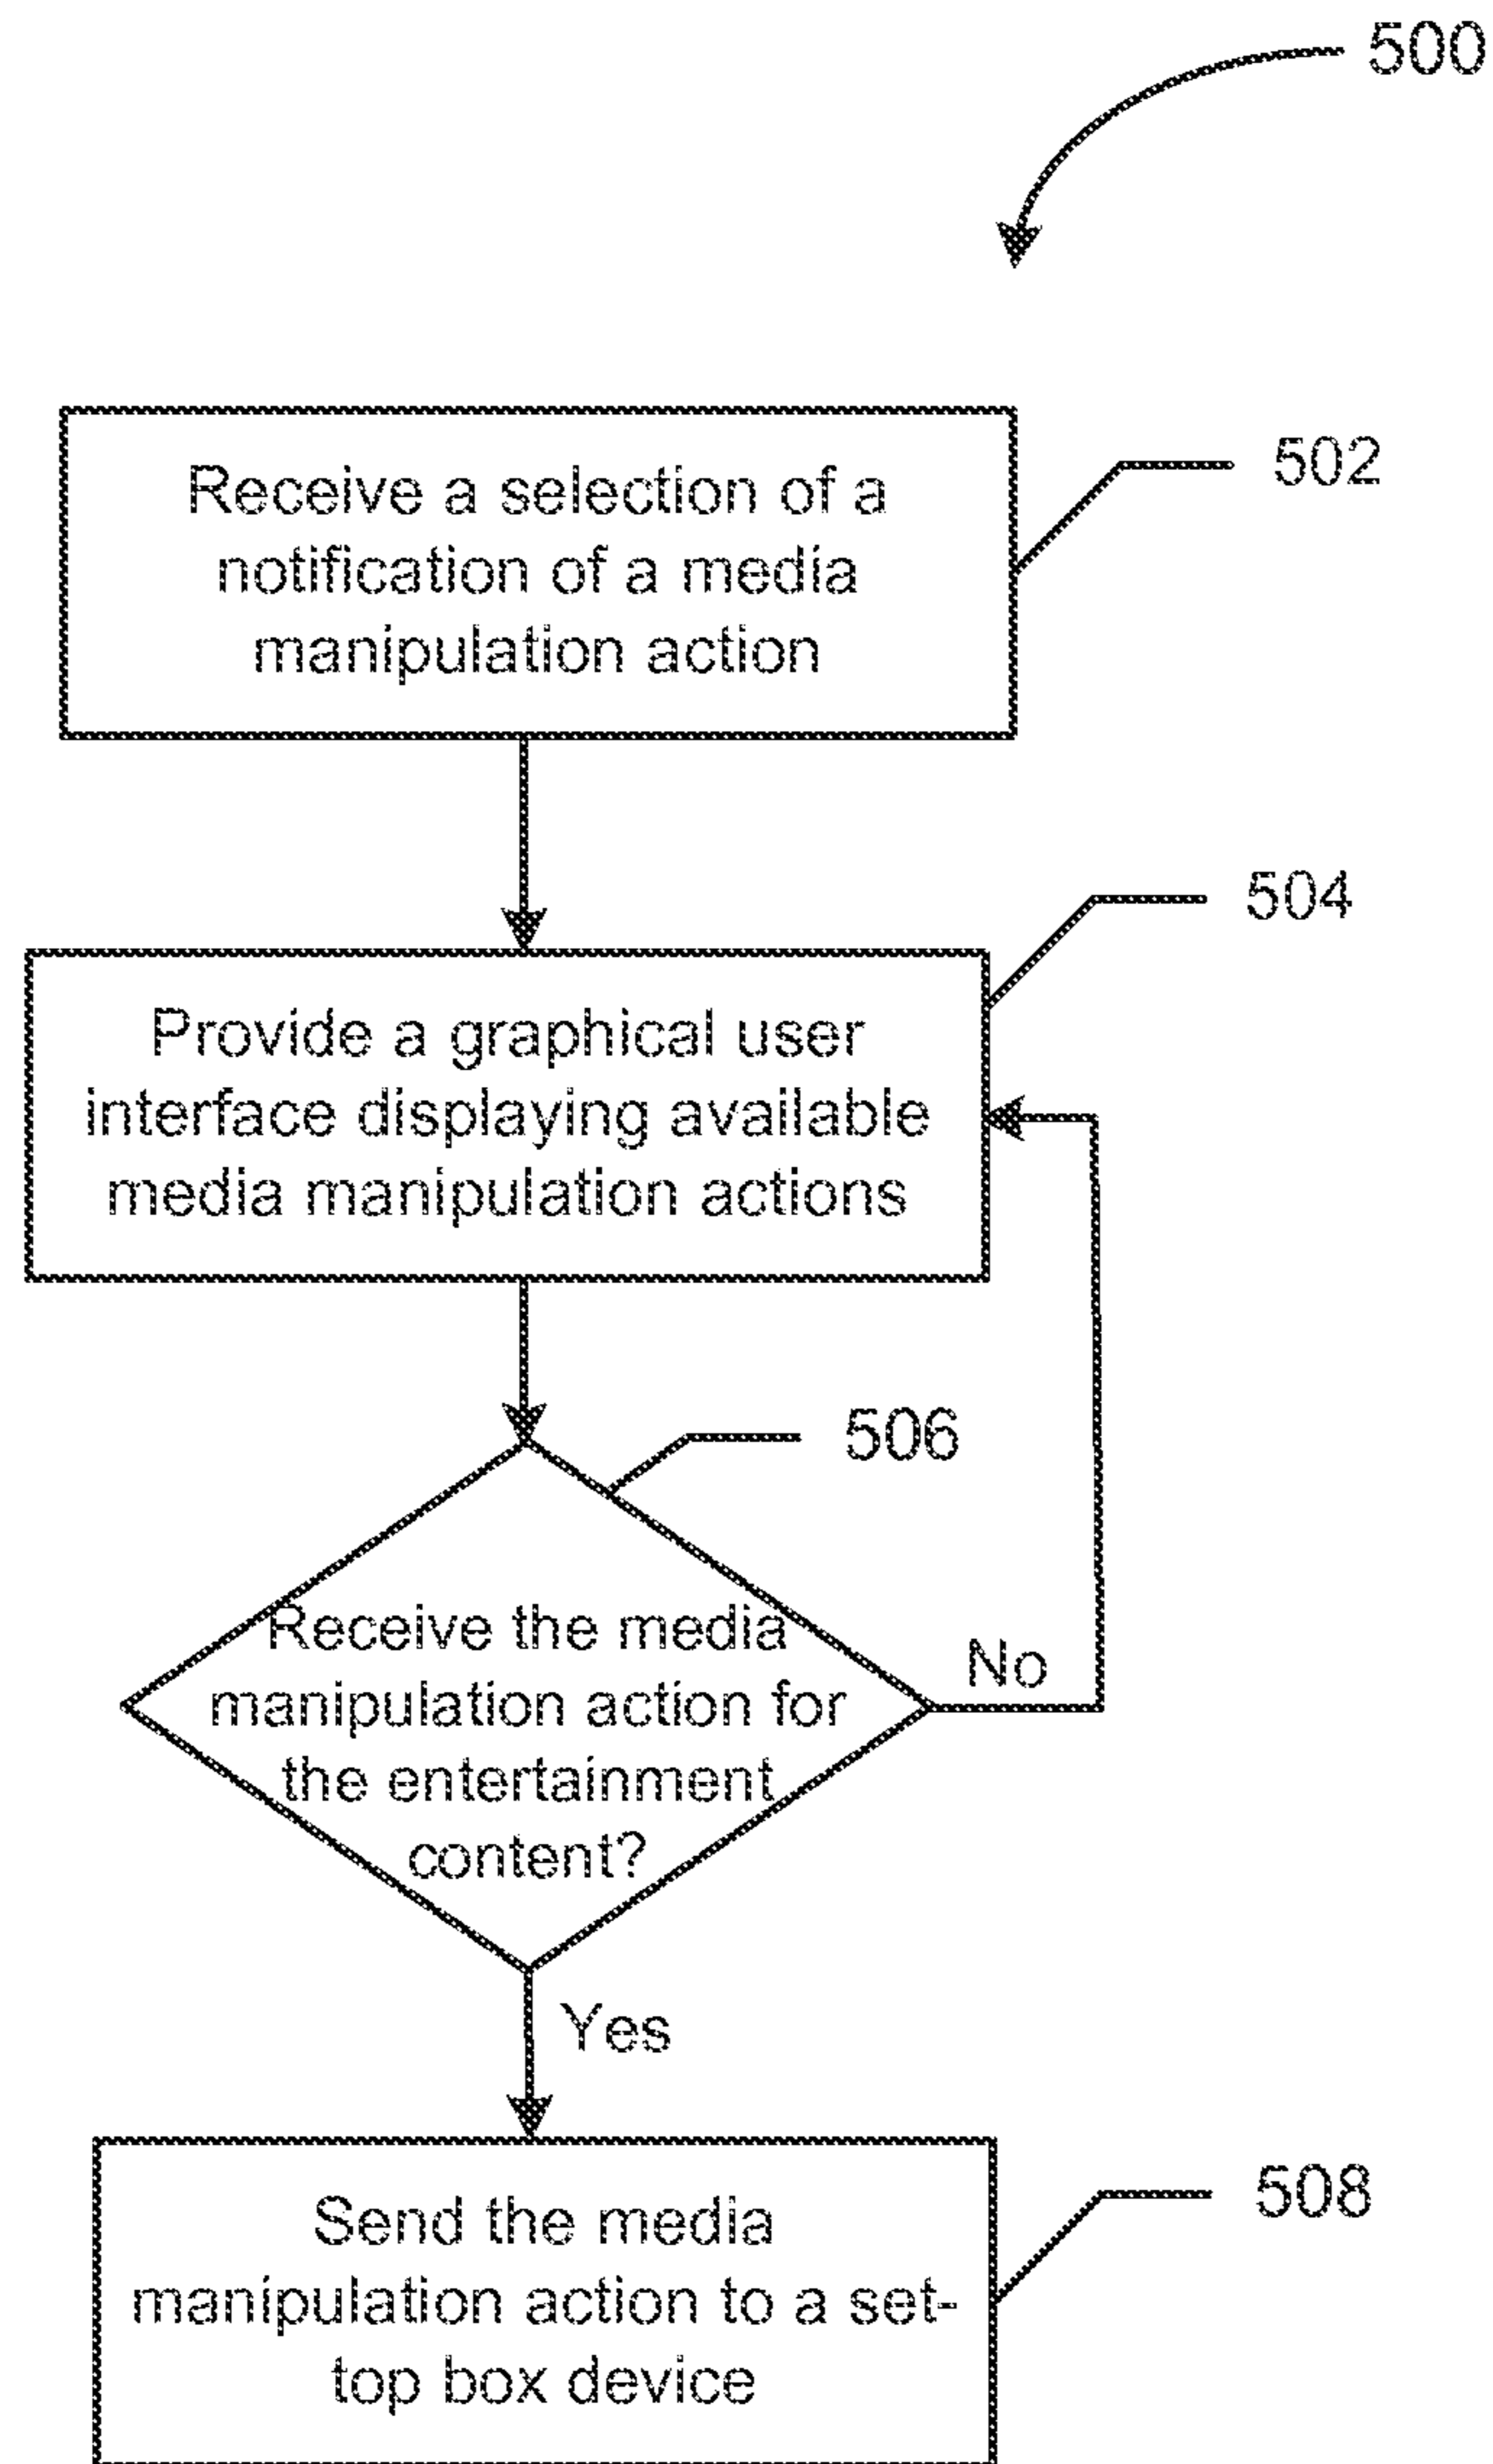 500
Receive a selection of a
notification of a media
manipulation action
502
504
Provide a graphical user
interface displaying available
media manipulation actions
506
Receive the media
manipulation action for
the entertainment
content?
No
Yes
Send the media
manipulation action to a set-
top box device
508